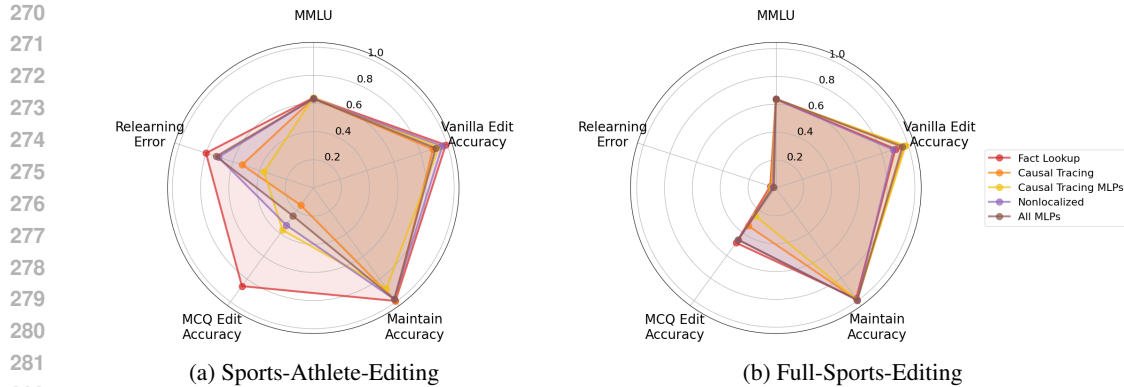 270
271
272
273
274
275
276
277
278
279
280
281
MMLU
Vanilla Edit
Accuracy
Maintain
Accuracy
MCQ Edit
Accuracy
Relearning
Error
1.0
0.8
0.6
0.4
0.2
(a) Sports-Athlete-Editing
MMLU
Vanilla Edit
Accuracy
Maintain
Accuracy
MCQ Edit
Accuracy
Relearning
Error
1.0
0.8
0.6
0.4
0.2
(b) Full-Sports-Editing
Fact Lookup
Causal Tracing
Causal Tracing MLPs
Nonlocalized
All MLPs